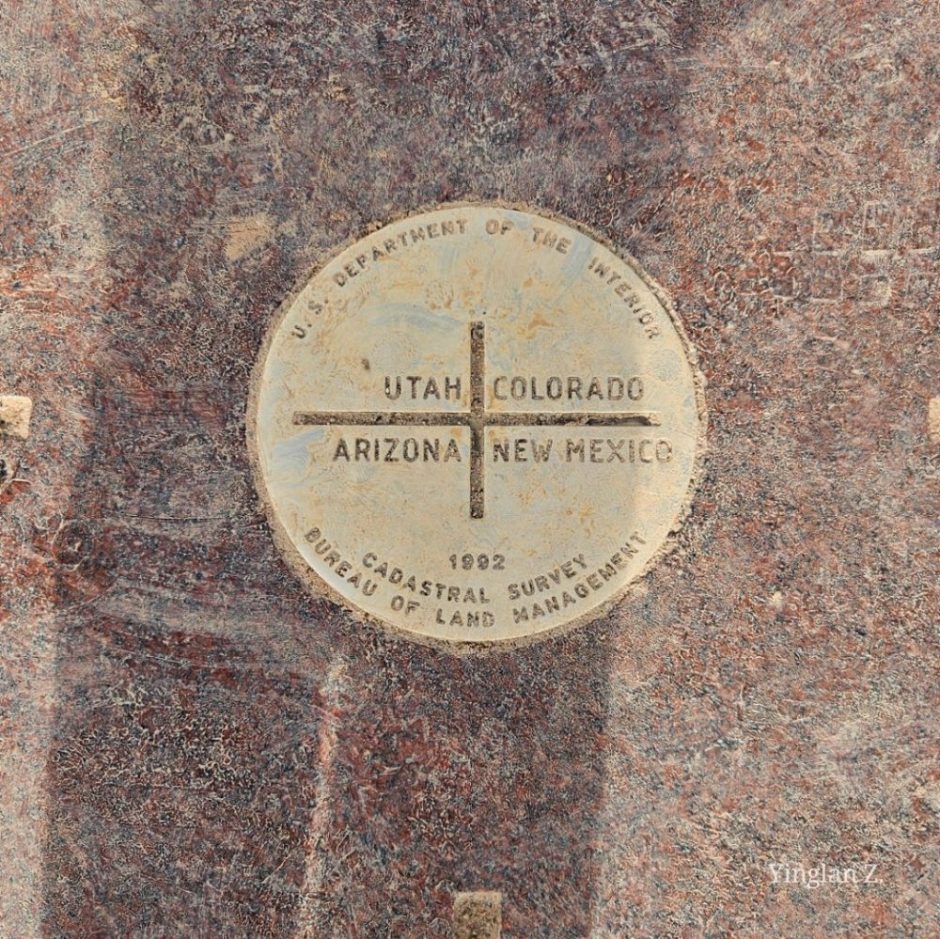 U.S. DEPARTMENT OF THE INTERIOR
UTAH COLORADO
ARIZONA NEW MEXICO
1992
CADASTRAL SURVEY
BUREAU OF LAND MANAGEMENT
Yinglan Z.